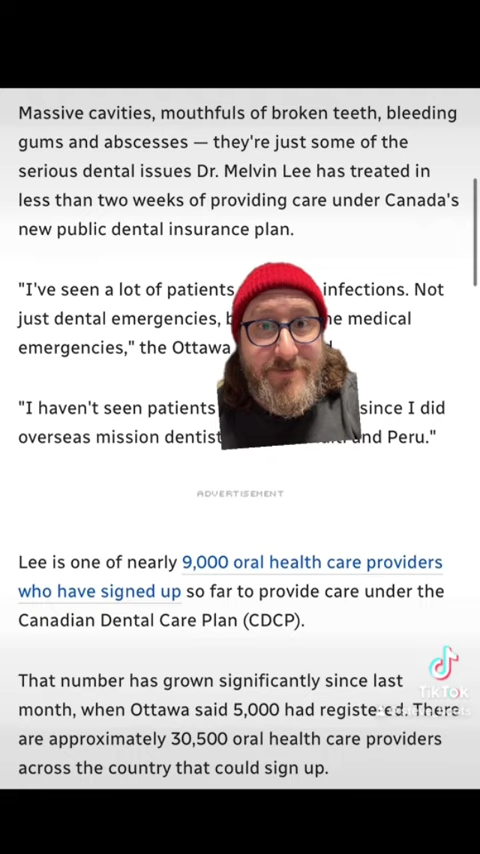 Massive cavities, mouthfuls of broken teeth, bleeding
gums and abscesses — they're just some of the
serious dental issues Dr. Melvin Lee has treated in
less than two weeks of providing care under Canada's
new public dental insurance plan.
"I've seen a lot of patients infections. Not
just dental emergencies, medical
emergencies," the Ottawa
"I haven't seen patients since I did
overseas mission dentist and Peru."
ADVERTISEMENT
Lee is one of nearly 9,000 oral health care providers
who have signed up so far to provide care under the
Canadian Dental Care Plan (CDCP).
That number has grown significantly since last
month, when Ottawa said 5,000 had registered. There
are approximately 30,500 oral health care providers
across the country that could sign up.
TikTok